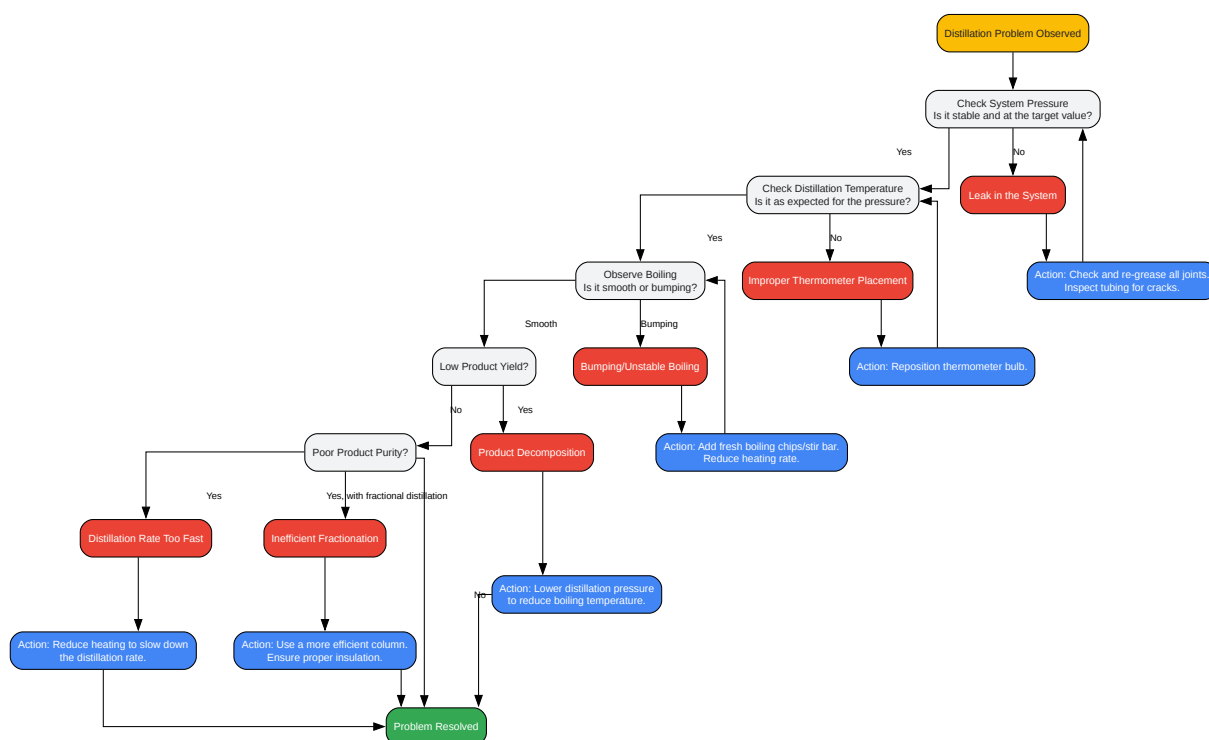 Distillation Problem Observed
Check System Pressure
Is it stable and at the target value?
Yes
No
Check Distillation Temperature
Is it as expected for the pressure?
Leak in the System
Yes
No
Observe Boiling
Is it smooth or bumping?
Improper Thermometer Placement
Action: Check and re-grease all joints.
Inspect tubing for cracks.
Smooth
Bumping
Low Product Yield?
Bumping/Unstable Boiling
Action: Reposition thermometer bulb.
No
Yes
Poor Product Purity?
Product Decomposition
Action: Add fresh boiling chips/stir bar.
Reduce heating rate.
Yes
Yes, with fractional distillation
Distillation Rate Too Fast
Inefficient Fractionation
Action: Lower distillation pressure
to reduce boiling temperature.
No
Action: Reduce heating to slow down
the distillation rate.
Action: Use a more efficient column.
Ensure proper insulation.
Problem Resolved